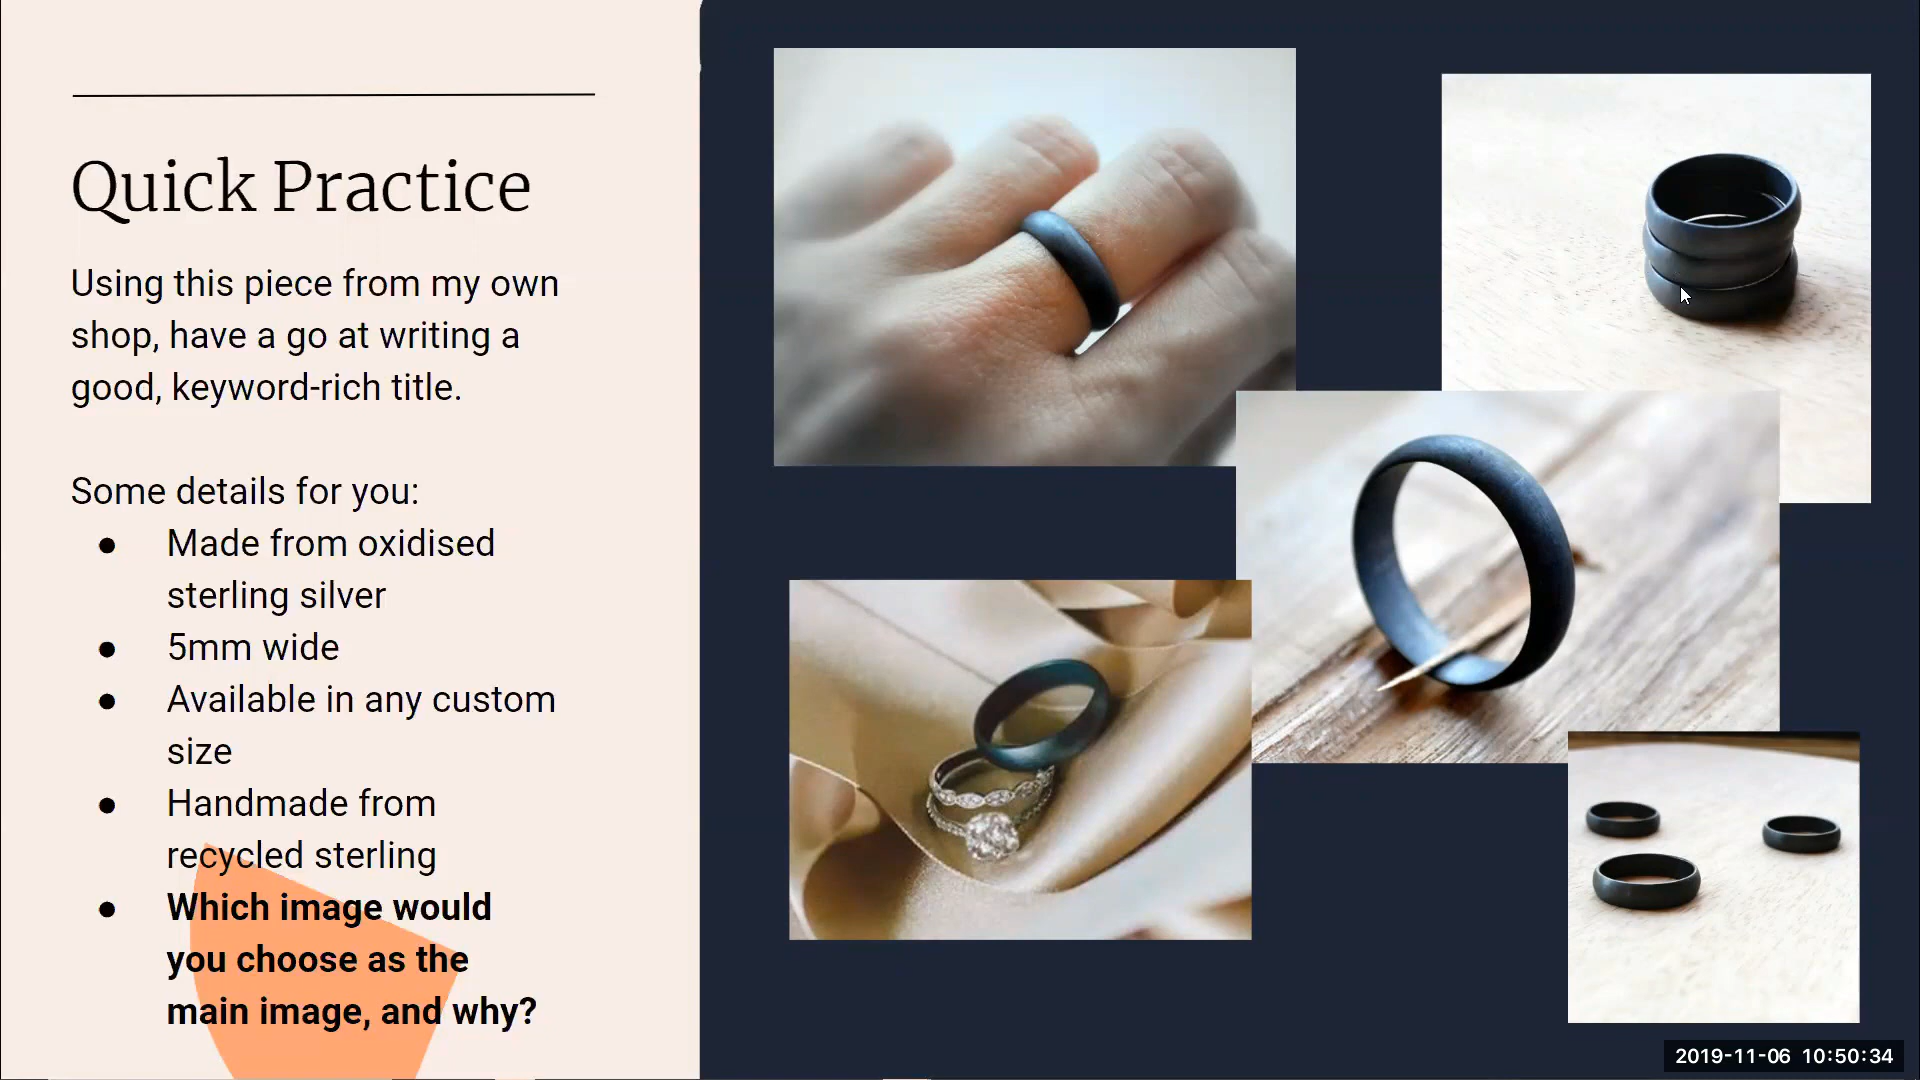 Quick Practice
Using this piece from my own
shop, have a go at writing a
good, keyword-rich title.
Some details for you:
● Made from oxidised
sterling silver
● 5mm wide
● Available in any custom
size
● Handmade from
recycled sterling
● Which image would
you choose as the
main image, and why?
2019-11-06 10:50:34